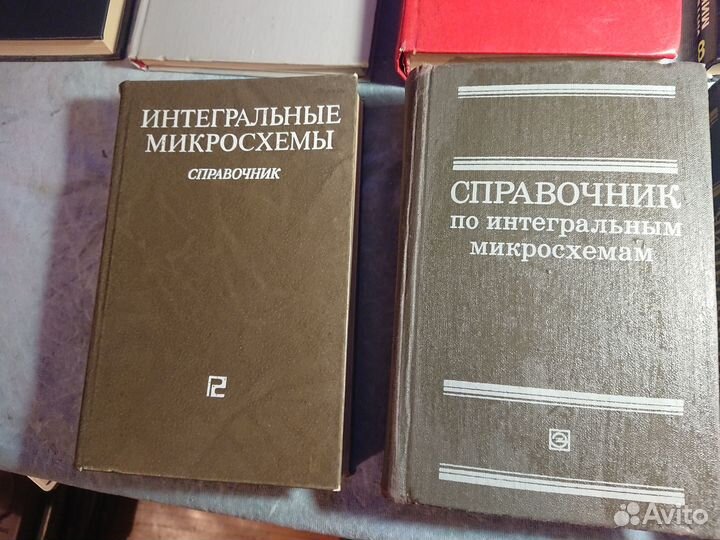 ИНТЕГРАЛЬНЫЕ
МИКРОСХЕМЫ
СПРАВОЧНИК
СПРАВОЧНИК
по интегральным
микросхемам
Avito